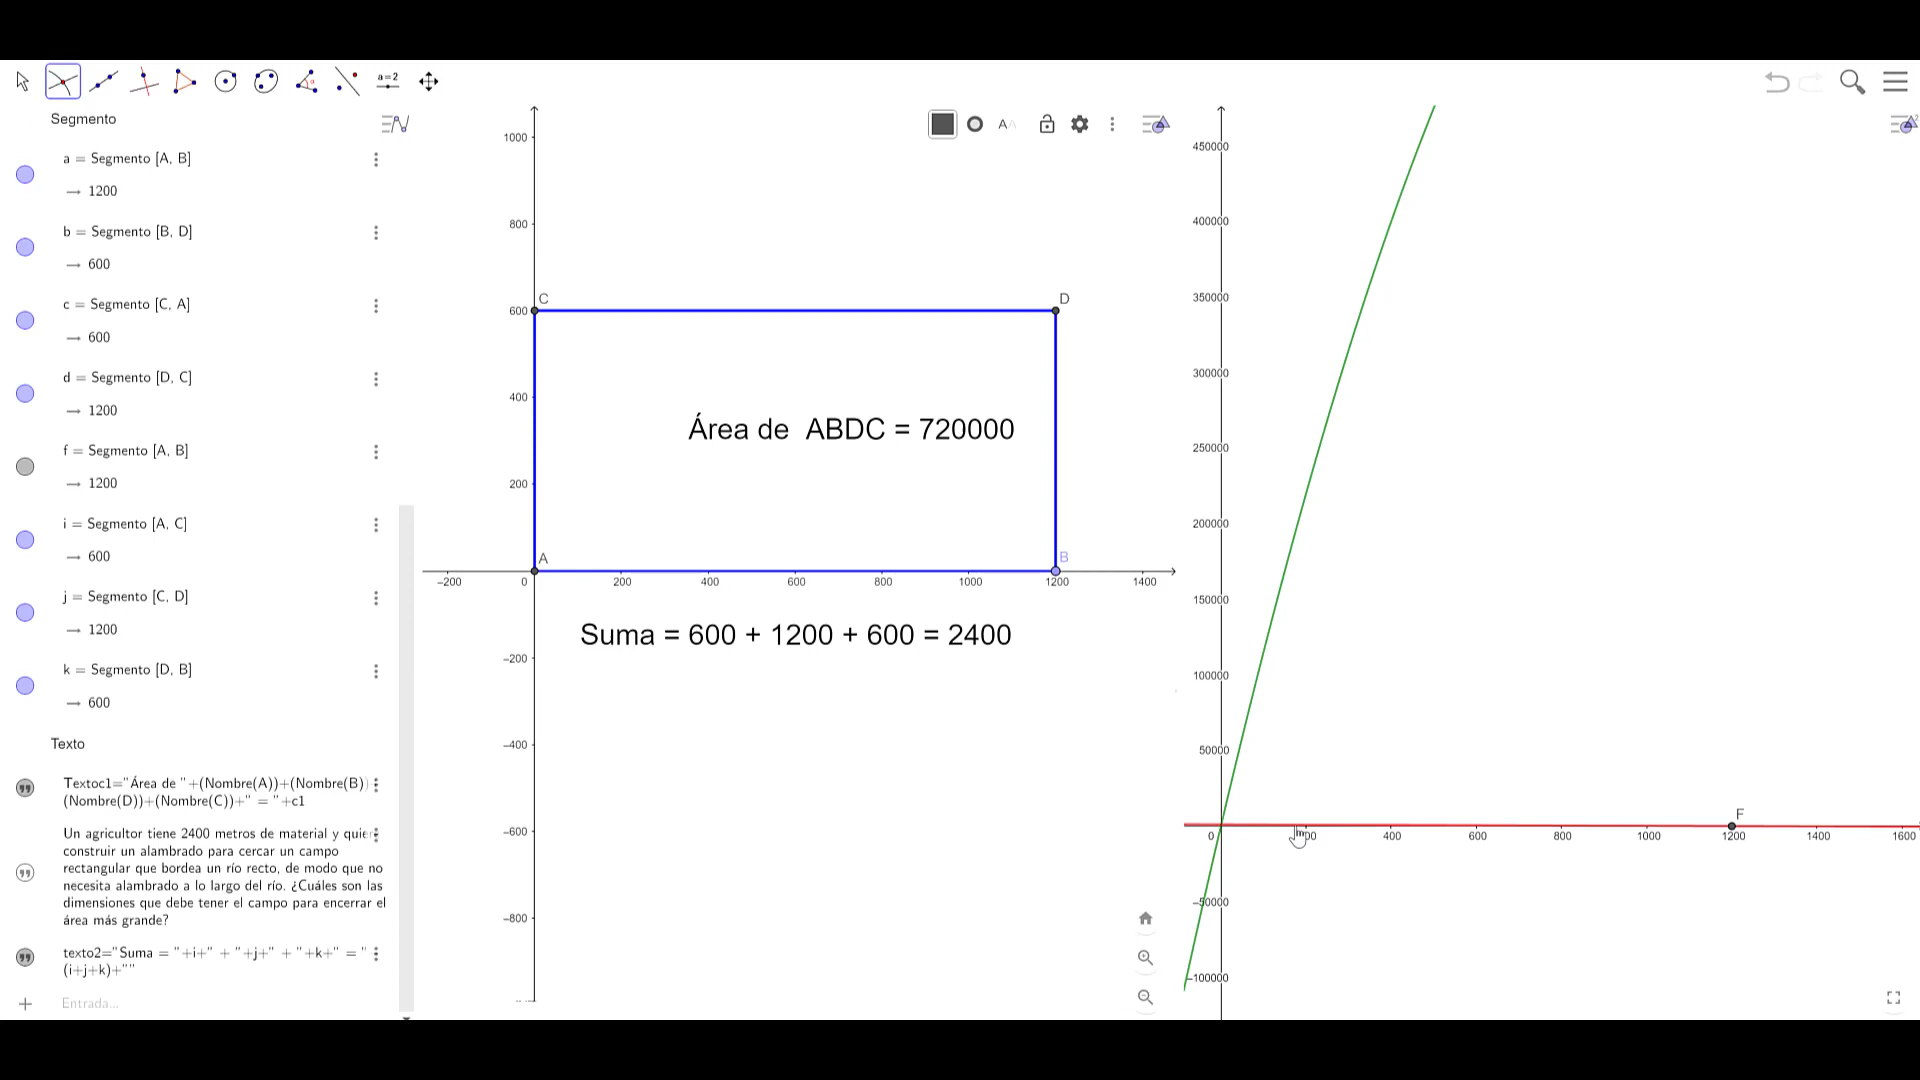 a=2
Segmento
a = Segmento [A, B]
→ 1200
b = Segmento [B, D]
→ 600
c = Segmento [C, A]
→ 600
d = Segmento [D, C]
→ 1200
f = Segmento [A, B]
→ 1200
i = Segmento [A, C]
→ 600
j = Segmento [C, D]
→ 1200
k = Segmento [D, B]
→ 600
Texto
Textoc1="Área de "+(Nombre(A))+(Nombre(B)
(Nombre(D))+(Nombre(C))+" = "+c1
Un agricultor tiene 2400 metros de material y quier
construir un alambrado para cercar un campo
rectangular que bordea un río recto, de modo que no
necesita alambrado a lo largo del río. ¿Cuáles son las
dimensiones que debe tener el campo para encerrar el
área más grande?
texto2="Suma = "+i+" + "+j+" + "+k+" = "
(i+j+k)+""
Entrada...
1000
800
600
400
200
0
-200
-400
-600
-800
-200
200
400
600
800
1000
1200
1400
C
D
A
B
Área de ABDC = 720000
Suma = 600 + 1200 + 600 = 2400
AA
450000
400000
350000
300000
250000
200000
150000
100000
50000
0
-50000
-100000
400
600
800
1000
1200
1400
1600
F